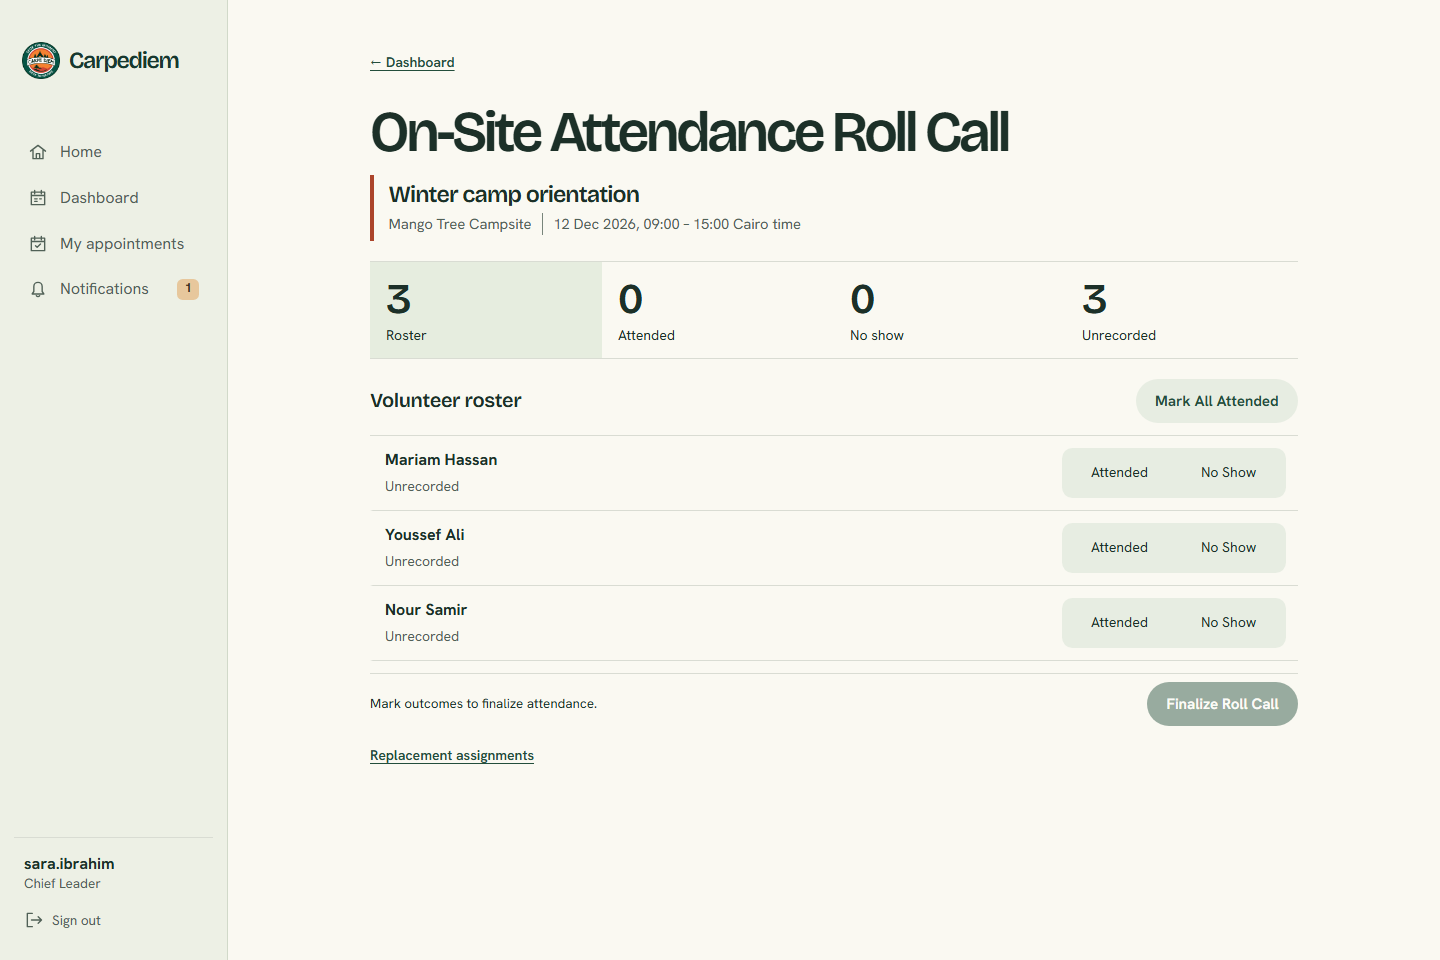 Carpediem
Home
Dashboard
My appointments
Notifications 1
sara.ibrahim
Chief Leader
Sign out
← Dashboard
On-Site Attendance Roll Call
Winter camp orientation
Mango Tree Campsite 12 Dec 2026, 09:00 – 15:00 Cairo time
3 0 0 3
Roster Attended No show Unrecorded
Volunteer roster Mark All Attended
Mariam Hassan
Unrecorded
Attended No Show
Youssef Ali
Unrecorded
Attended No Show
Nour Samir
Unrecorded
Attended No Show
Mark outcomes to finalize attendance. Finalize Roll Call
Replacement assignments